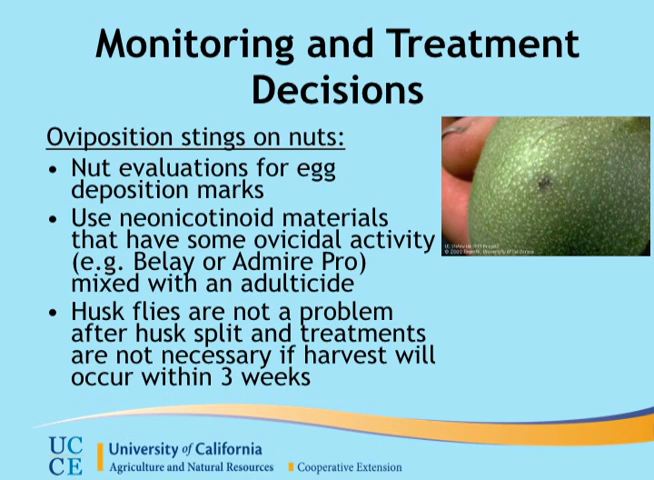 Monitoring and Treatment
Decisions
Oviposition stings on nuts:
• Nut evaluations for egg
deposition marks
• Use neonicotinoid materials
that have some ovicidal activity
(e.g. Belay or Admire Pro)
mixed with an adulticide
• Husk flies are not a problem
after husk split and treatments
are not necessary if harvest will
occur within 3 weeks
UC
CE
University of California
Agriculture and Natural Resources
Cooperative Extension